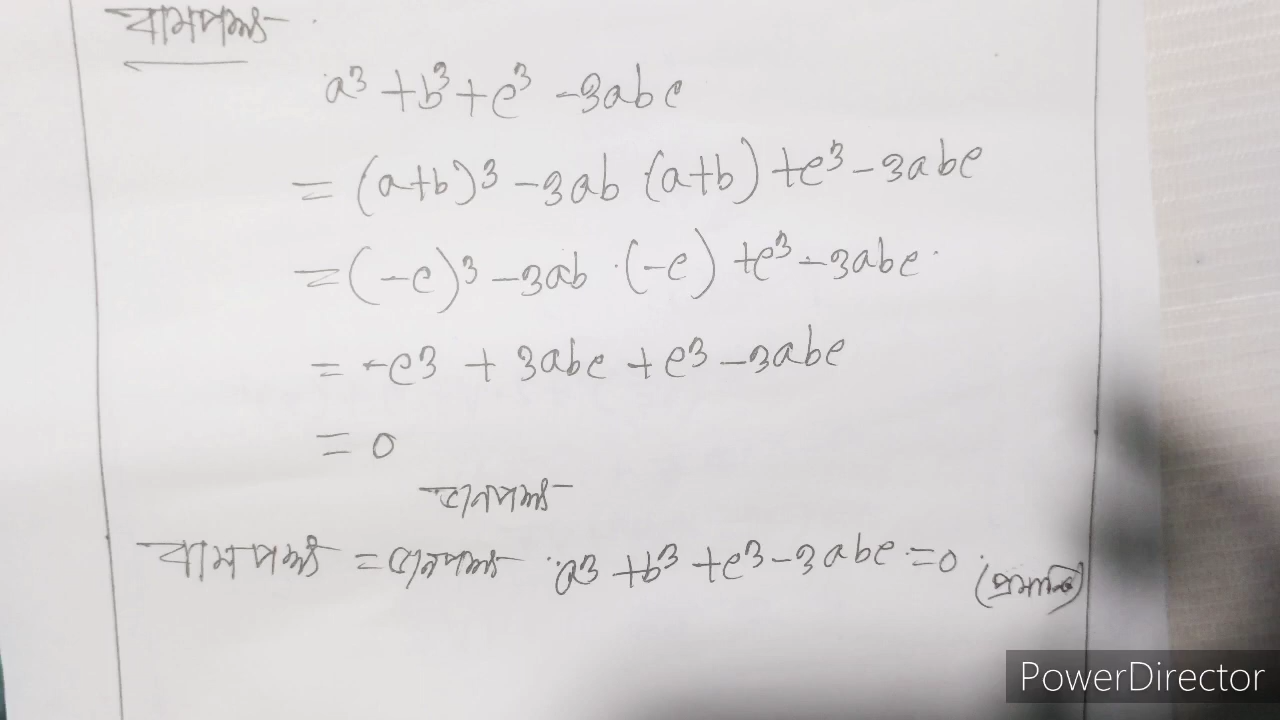 বামপক্ষ
a³ + b³ + c³ - 3abc
= (a+b)³ - 3ab (a+b) + c³ - 3abc
= (-c)³ - 3ab · (-c) + c³ - 3abc
= -c³ + 3abc + c³ - 3abc
= 0
ডানপক্ষ
বামপক্ষ = ডানপক্ষ ∴ a³ + b³ + c³ - 3abc = 0 (প্রমাণিত)
PowerDirector